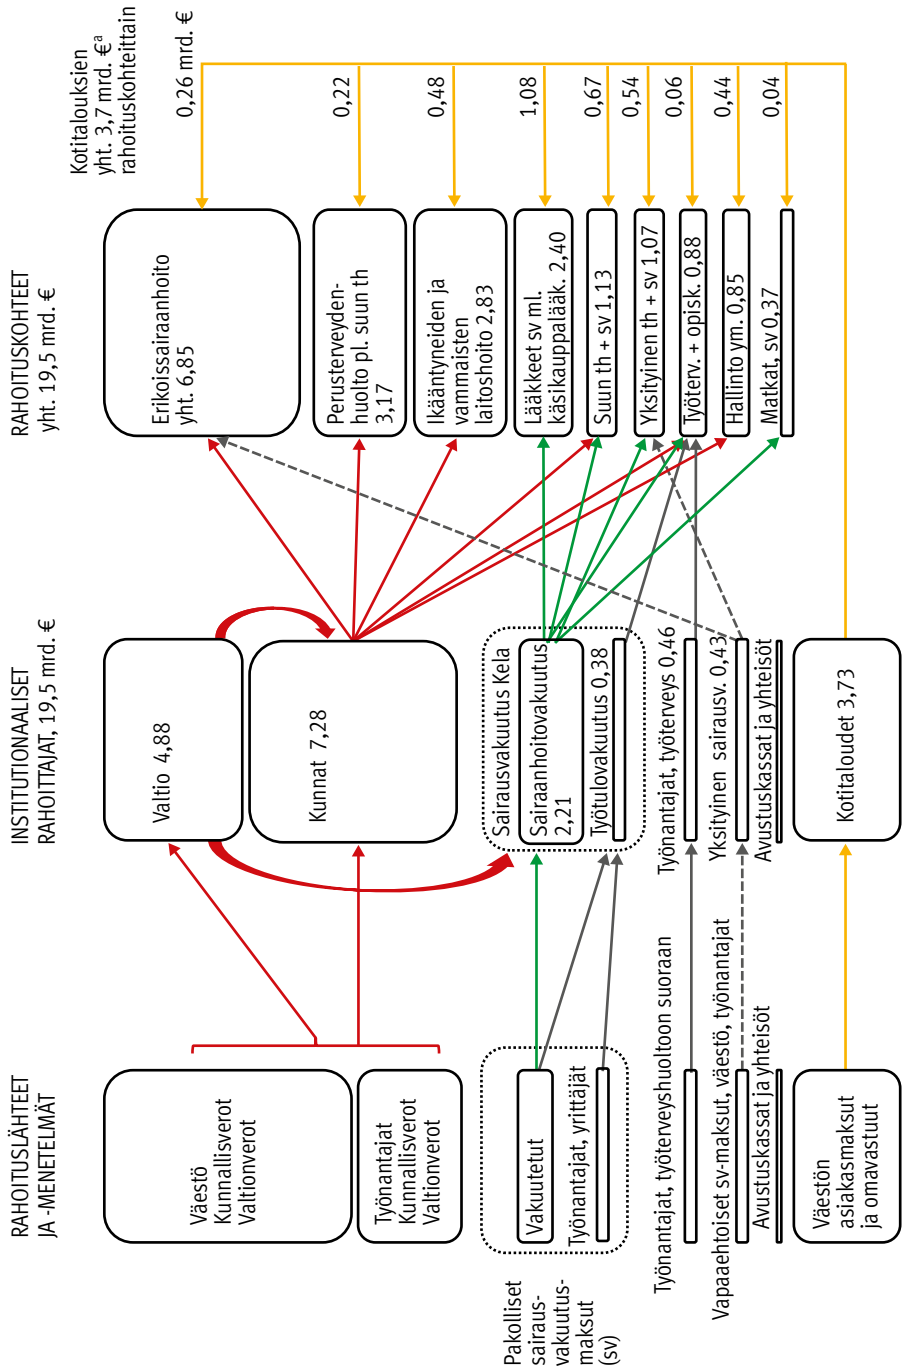 RAHOITUSLÄHTEET
JA -MENETELMÄT
Väestö
Kunnallisverot
Valtionverot
Työnantajat
Kunnallisverot
Valtionverot
Pakolliset
sairaus-
vakuutus-
maksut
(sv)
Vakuutetut
Työnantajat, yrittäjät
Työnantajat, työterveyshuoltoon suoraan
Vapaaehtoiset sv-maksut, väestö, työnantajat
Avustuskassat ja yhteisöt
Väestön
asiakasmaksut
ja omavastuut
INSTITUTIONAALISET
RAHOITTAJAT, 19,5 mrd. €
Valtio 4,88
Kunnat 7,28
Sairausvakuutus Kela
Sairaanhoitovakuutus
2,21
Työtulovakuutus 0,38
Työnantajat, työterveys 0,46
Yksityinen sairausv. 0,43
Avustuskassat ja yhteisöt
Kotitaloudet 3,73
RAHOITUSKOHTEET
yht. 19,5 mrd. €
Erikoissairaanhoito
yht. 6,85
Perusterveyden-
huolto pl. suun th
3,17
Ikääntyneiden ja
vammaisten
laitoshoito 2,83
Lääkkeet sv ml.
käsikauppalääk. 2,40
Suun th + sv 1,13
Yksityinen th + sv 1,07
Työterv. + opisk. 0,88
Hallinto ym. 0,85
Matkat, sv 0,37
Kotitalouksien
yht. 3,7 mrd. €a
rahoituskohteittain
0,26 mrd. €
0,22
0,48
1,08
0,67
0,54
0,06
0,44
0,04